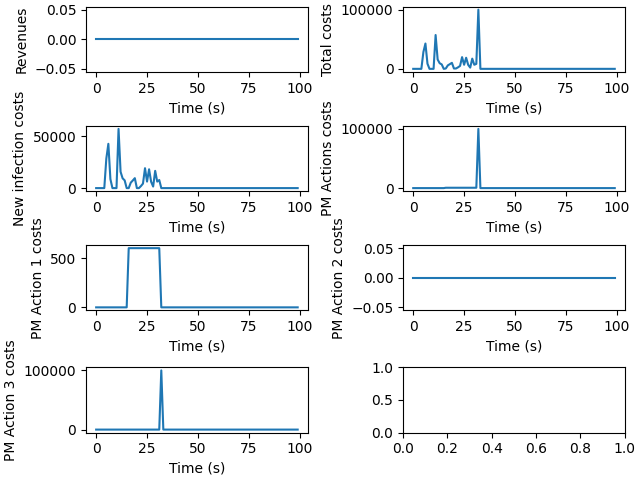 Revenues
0.05
0.00
−0.05
0 25 50 75 100
Time (s)
Total costs
100000
0
0 25 50 75 100
Time (s)
New infection costs
50000
0
0 25 50 75 100
Time (s)
PM Actions costs
100000
0
0 25 50 75 100
Time (s)
PM Action 1 costs
500
0
0 25 50 75 100
Time (s)
PM Action 2 costs
0.05
0.00
−0.05
0 25 50 75 100
Time (s)
PM Action 3 costs
100000
0
0 25 50 75 100
Time (s)
1.0
0.5
0.0
0.0 0.2 0.4 0.6 0.8 1.0